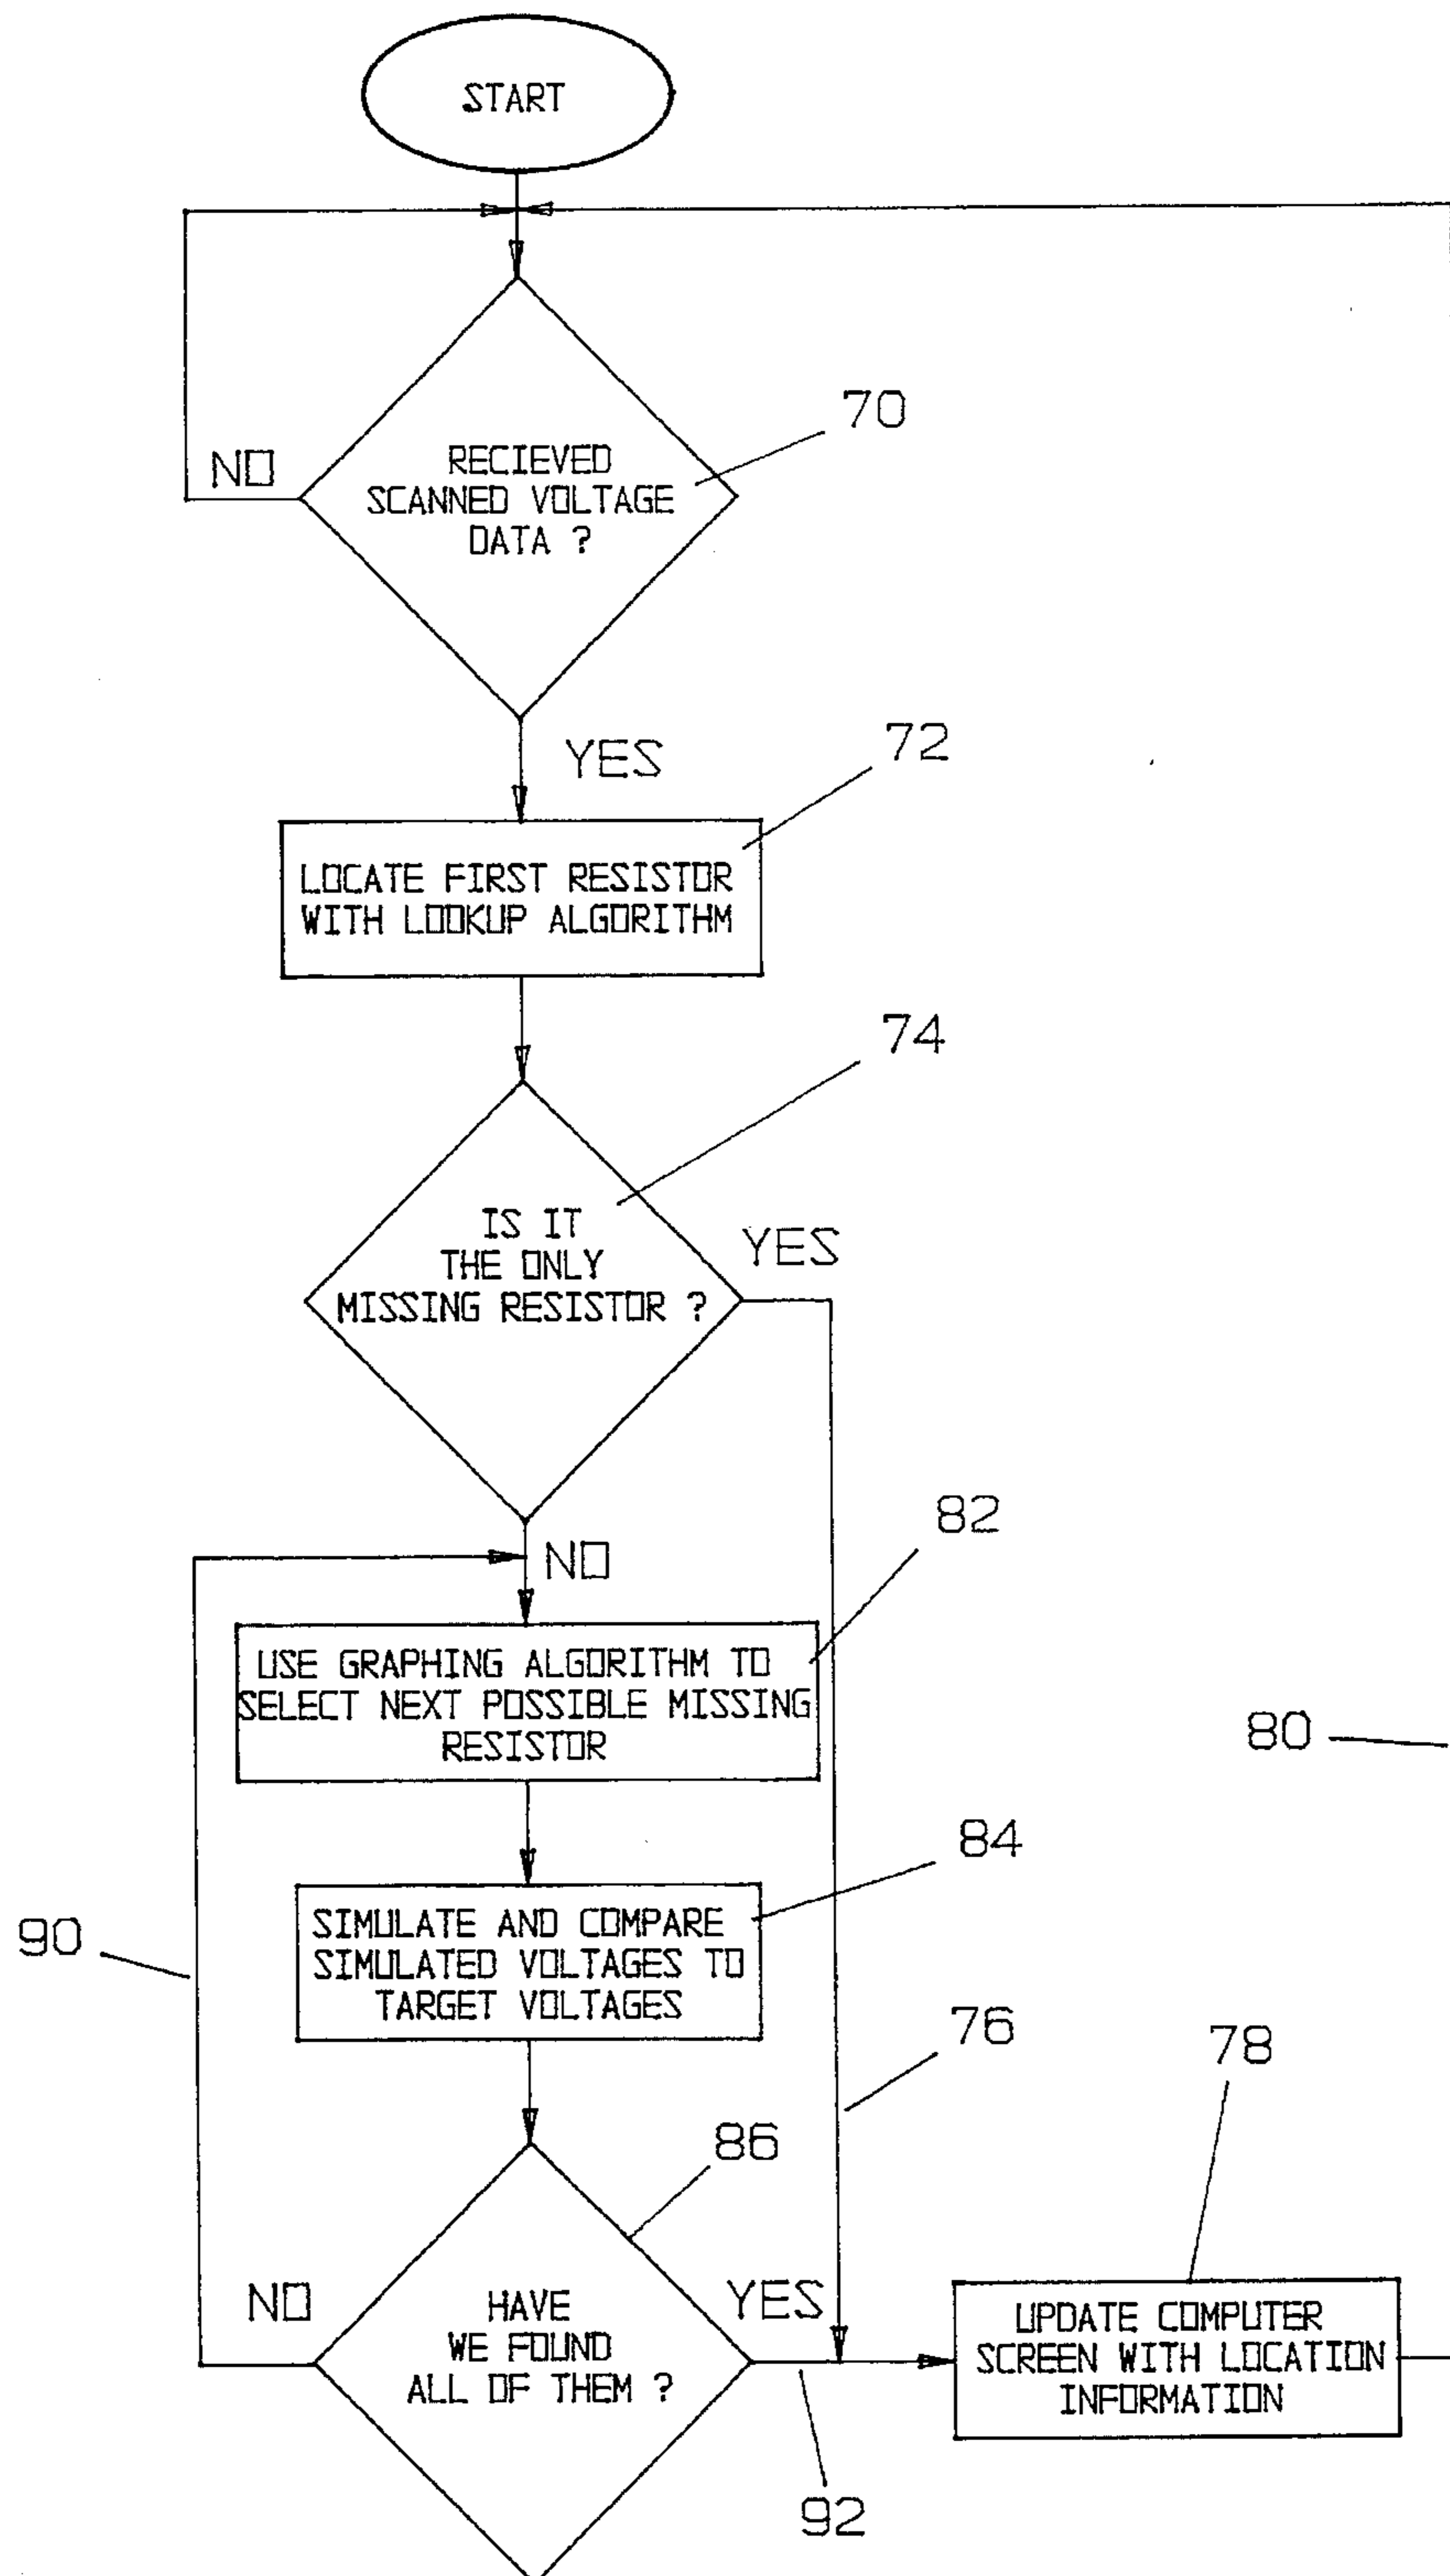 START
70
NO
RECIEVED
SCANNED VOLTAGE
DATA ?
YES
72
LOCATE FIRST RESISTOR
WITH LOOKUP ALGORITHM
74
IS IT
THE ONLY
MISSING RESISTOR ?
YES
82
NO
USE GRAPHING ALGORITHM TO
SELECT NEXT POSSIBLE MISSING
RESISTOR
80
84
SIMULATE AND COMPARE
SIMULATED VOLTAGES TO
TARGET VOLTAGES
90
76
78
86
NO
HAVE
WE FOUND
ALL OF THEM ?
YES
UPDATE COMPUTER
SCREEN WITH LOCATION
INFORMATION
92